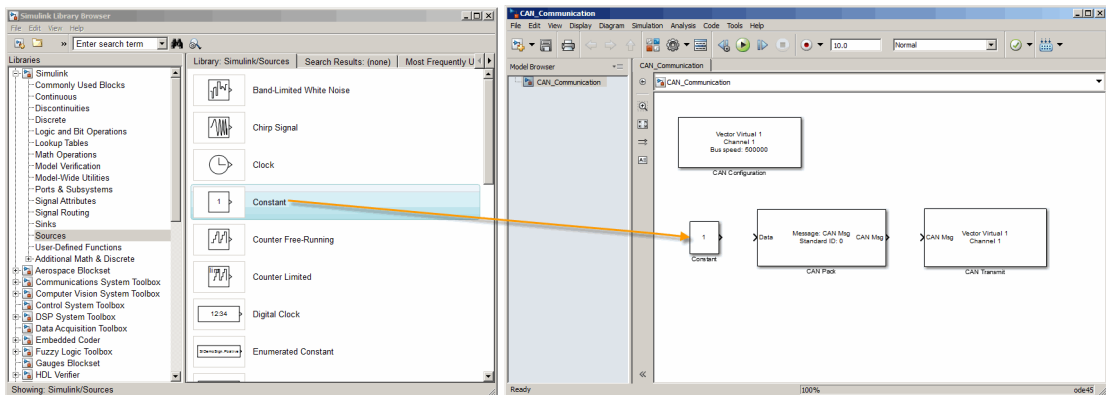 Simulink Library Browser
File Edit View Help
» Enter search term
Libraries
Simulink
Commonly Used Blocks
Continuous
Discontinuities
Discrete
Logic and Bit Operations
Lookup Tables
Math Operations
Model Verification
Model-Wide Utilities
Ports & Subsystems
Signal Attributes
Signal Routing
Sinks
Sources
User-Defined Functions
Additional Math & Discrete
Aerospace Blockset
Communications System Toolbox
Computer Vision System Toolbox
Control System Toolbox
DSP System Toolbox
Data Acquisition Toolbox
Embedded Coder
Fuzzy Logic Toolbox
Gauges Blockset
HDL Verifier
Showing: Simulink/Sources
Library: Simulink/Sources Search Results: (none) Most Frequently U
Band-Limited White Noise
Chirp Signal
Clock
1 Constant
Counter Free-Running
Counter Limited
12:34 Digital Clock
Enumerated Constant
CAN_Communication
File Edit View Display Diagram Simulation Analysis Code Tools Help
10.0 Normal
Model Browser
CAN_Communication
CAN_Communication
CAN_Communication
Vector Virtual 1
Channel 1
Bus speed: 500000
CAN Configuration
1
Constant
Data Message: CAN Msg CAN Msg
Standard ID: 0
CAN Pack
CAN Msg Vector Virtual 1
Channel 1
CAN Transmit
Ready 100% ode45